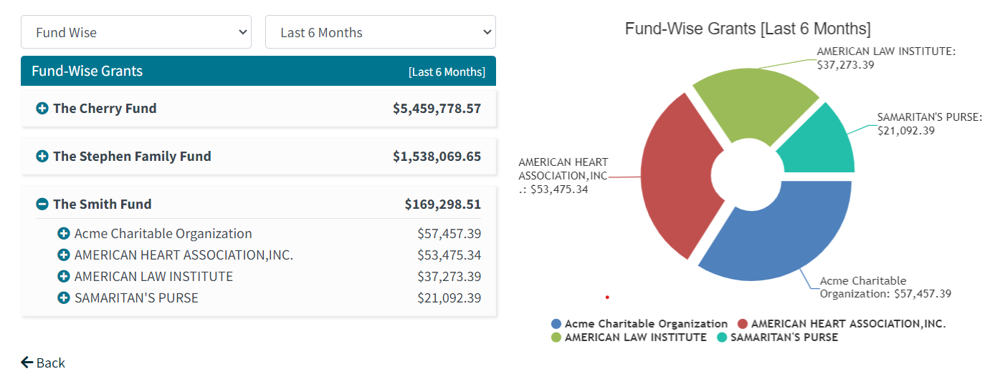 Fund Wise
Last 6 Months
Fund-Wise Grants
[Last 6 Months]
The Cherry Fund
$5,459,778.57
The Stephen Family Fund
$1,538,069.65
The Smith Fund
$169,298.51
Acme Charitable Organization
$57,457.39
AMERICAN HEART ASSOCIATION,INC.
$53,475.34
AMERICAN LAW INSTITUTE
$37,273.39
SAMARITAN'S PURSE
$21,092.39
Back
Fund-Wise Grants [Last 6 Months]
AMERICAN LAW INSTITUTE:
$37,273.39
SAMARITAN'S PURSE:
$21,092.39
AMERICAN HEART
ASSOCIATION,INC
.: $53,475.34
Acme Charitable
Organization: $57,457.39
Acme Charitable Organization
AMERICAN HEART ASSOCIATION,INC.
AMERICAN LAW INSTITUTE
SAMARITAN'S PURSE